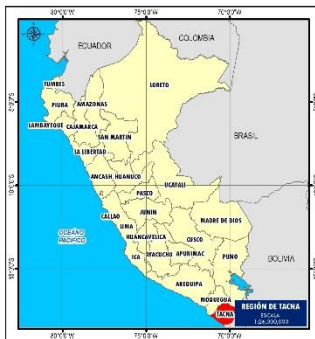 80°0'0"W 75°0'0"W 70°0'0"W
COLOMBIA
ECUADOR
LORETO
TUMBES
PIURA AMAZONAS
LAMBAYEQUE CAJAMARCA
BRASIL
SAN MARTIN
LA LIBERTAD
ANCASH HUANUCO
UCAYALI
PASCO
JUNIN
CALLAO
MADRE DE DIOS
LIMA
OCEANO
PACIFICO
HUANCAVELICA
CUSCO
ICA AYACUCHO APURIMAC
PUNO
BOLIVIA
AREQUIPA
MOQUEGUA
REGIÓN DE TACNA
ESCALA
TACNA
80°0'0"W 75°0'0"W 70°0'0"W